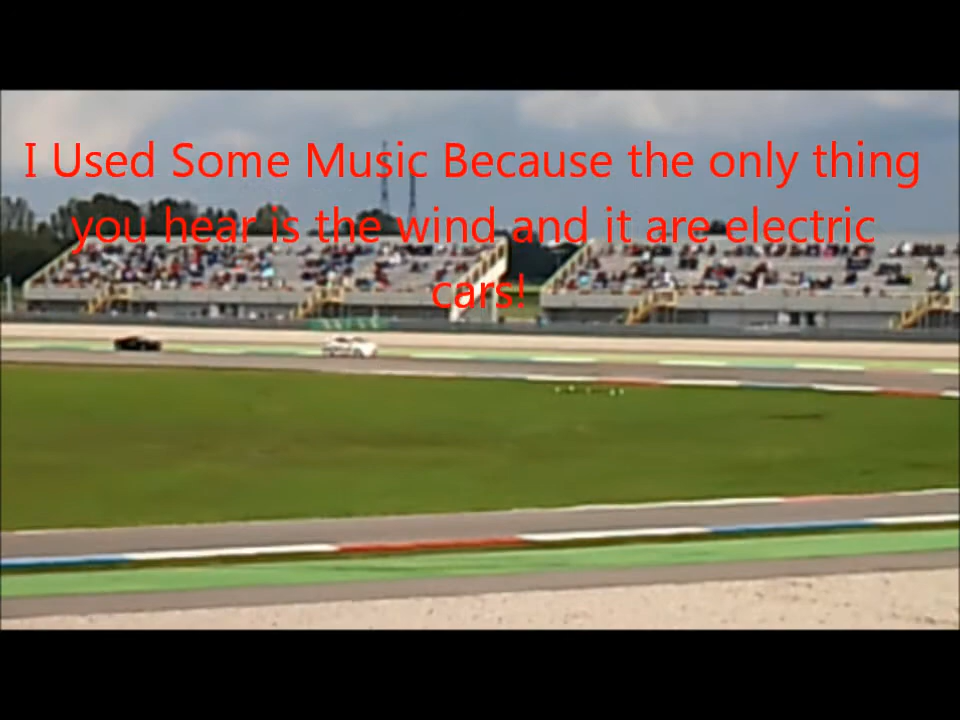 I Used Some Music Because the only thing
you hear is the wind and it are electric
cars!